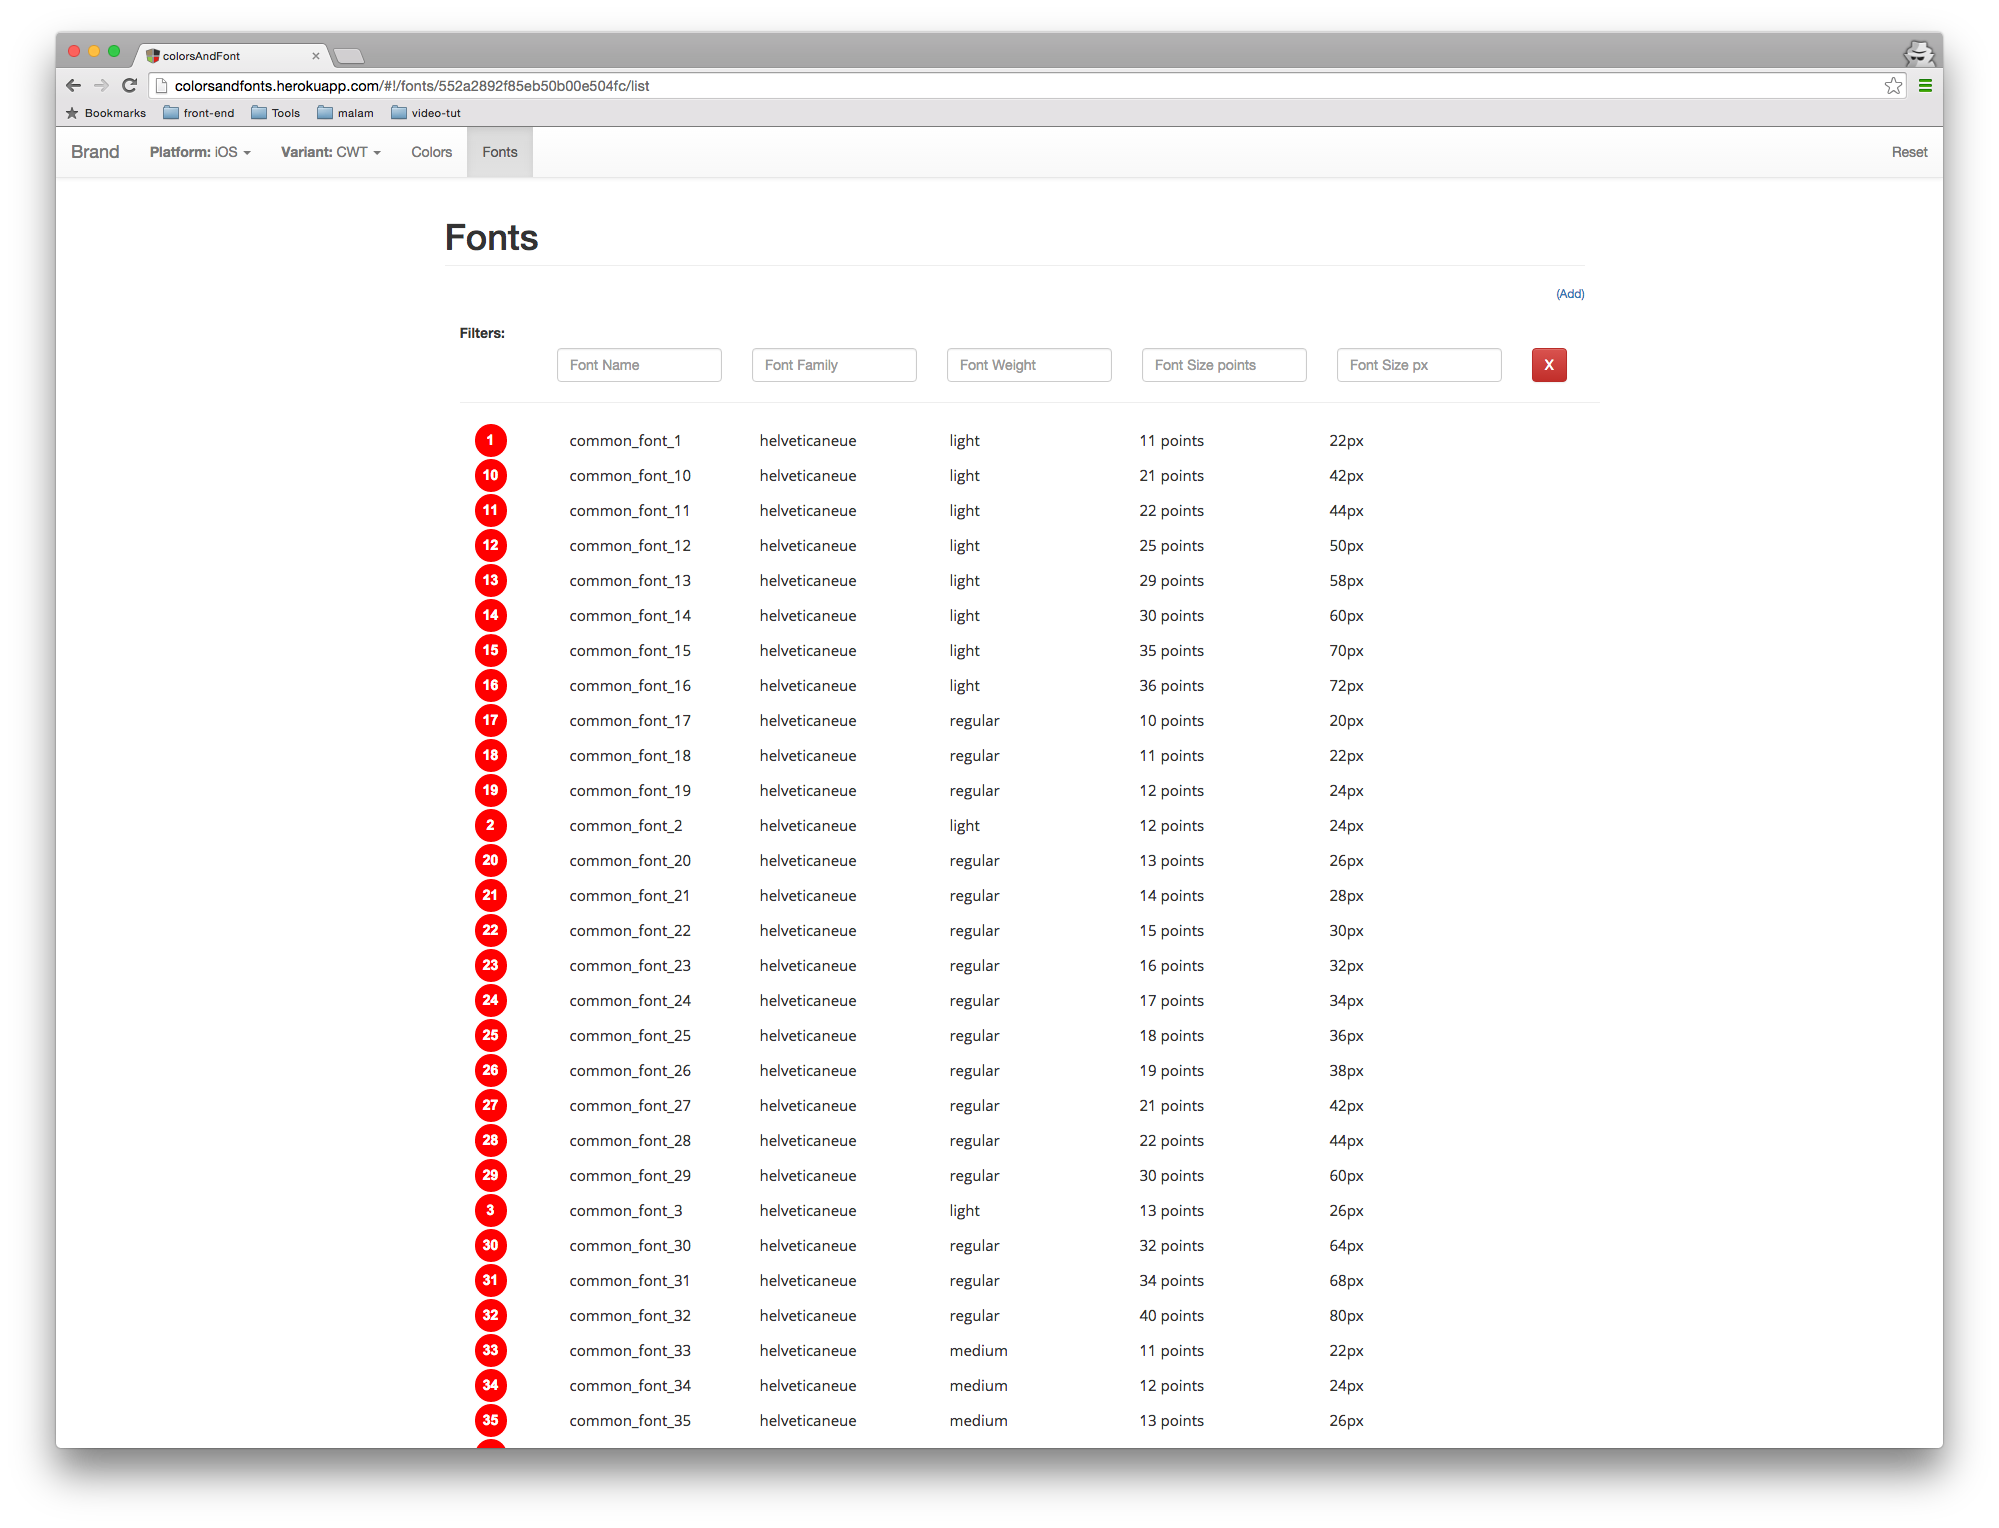 colorsAndFont
colorsandfonts.herokuapp.com/#!/fonts/552a2892f85eb50b00e504fc/list
Bookmarks front-end Tools malam video-tut
Brand Platform: iOS Variant: CWT Colors Fonts Reset
Fonts
(Add)
Filters:
Font Name Font Family Font Weight Font Size points Font Size px X
1 common_font_1 helveticaneue light 11 points 22px
10 common_font_10 helveticaneue light 21 points 42px
11 common_font_11 helveticaneue light 22 points 44px
12 common_font_12 helveticaneue light 25 points 50px
13 common_font_13 helveticaneue light 29 points 58px
14 common_font_14 helveticaneue light 30 points 60px
15 common_font_15 helveticaneue light 35 points 70px
16 common_font_16 helveticaneue light 36 points 72px
17 common_font_17 helveticaneue regular 10 points 20px
18 common_font_18 helveticaneue regular 11 points 22px
19 common_font_19 helveticaneue regular 12 points 24px
2 common_font_2 helveticaneue light 12 points 24px
20 common_font_20 helveticaneue regular 13 points 26px
21 common_font_21 helveticaneue regular 14 points 28px
22 common_font_22 helveticaneue regular 15 points 30px
23 common_font_23 helveticaneue regular 16 points 32px
24 common_font_24 helveticaneue regular 17 points 34px
25 common_font_25 helveticaneue regular 18 points 36px
26 common_font_26 helveticaneue regular 19 points 38px
27 common_font_27 helveticaneue regular 21 points 42px
28 common_font_28 helveticaneue regular 22 points 44px
29 common_font_29 helveticaneue regular 30 points 60px
3 common_font_3 helveticaneue light 13 points 26px
30 common_font_30 helveticaneue regular 32 points 64px
31 common_font_31 helveticaneue regular 34 points 68px
32 common_font_32 helveticaneue regular 40 points 80px
33 common_font_33 helveticaneue medium 11 points 22px
34 common_font_34 helveticaneue medium 12 points 24px
35 common_font_35 helveticaneue medium 13 points 26px